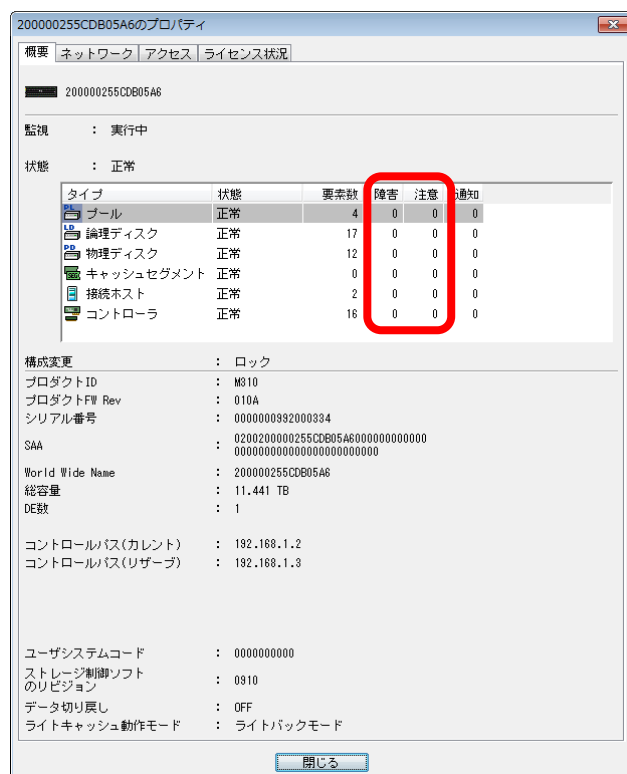 200000255CDB05A6のプロパティ
概要 ネットワーク アクセス ライセンス状況
200000255CDB05A6
監視 : 実行中
状態 : 正常
タイプ 状態 要素数 障害 注意 通知
プール 正常 4 0 0 0
論理ディスク 正常 17 0 0 0
物理ディスク 正常 12 0 0 0
キャッシュセグメント 正常 0 0 0 0
接続ホスト 正常 2 0 0 0
コントローラ 正常 16 0 0 0
構成変更 : ロック
プロダクトID : M310
プロダクトFW Rev : 010A
シリアル番号 : 0000000992000334
SAA : 0200200000255CDB05A6000000000000
000000000000000000000000
World Wide Name : 200000255CDB05A6
総容量 : 11.441 TB
DE数 : 1
コントロールパス(カレント) : 192.168.1.2
コントロールパス(リザーブ) : 192.168.1.3
ユーザシステムコード : 0000000000
ストレージ制御ソフト
のリビジョン : 0910
データ切り戻し : OFF
ライトキャッシュ動作モード : ライトバックモード
閉じる